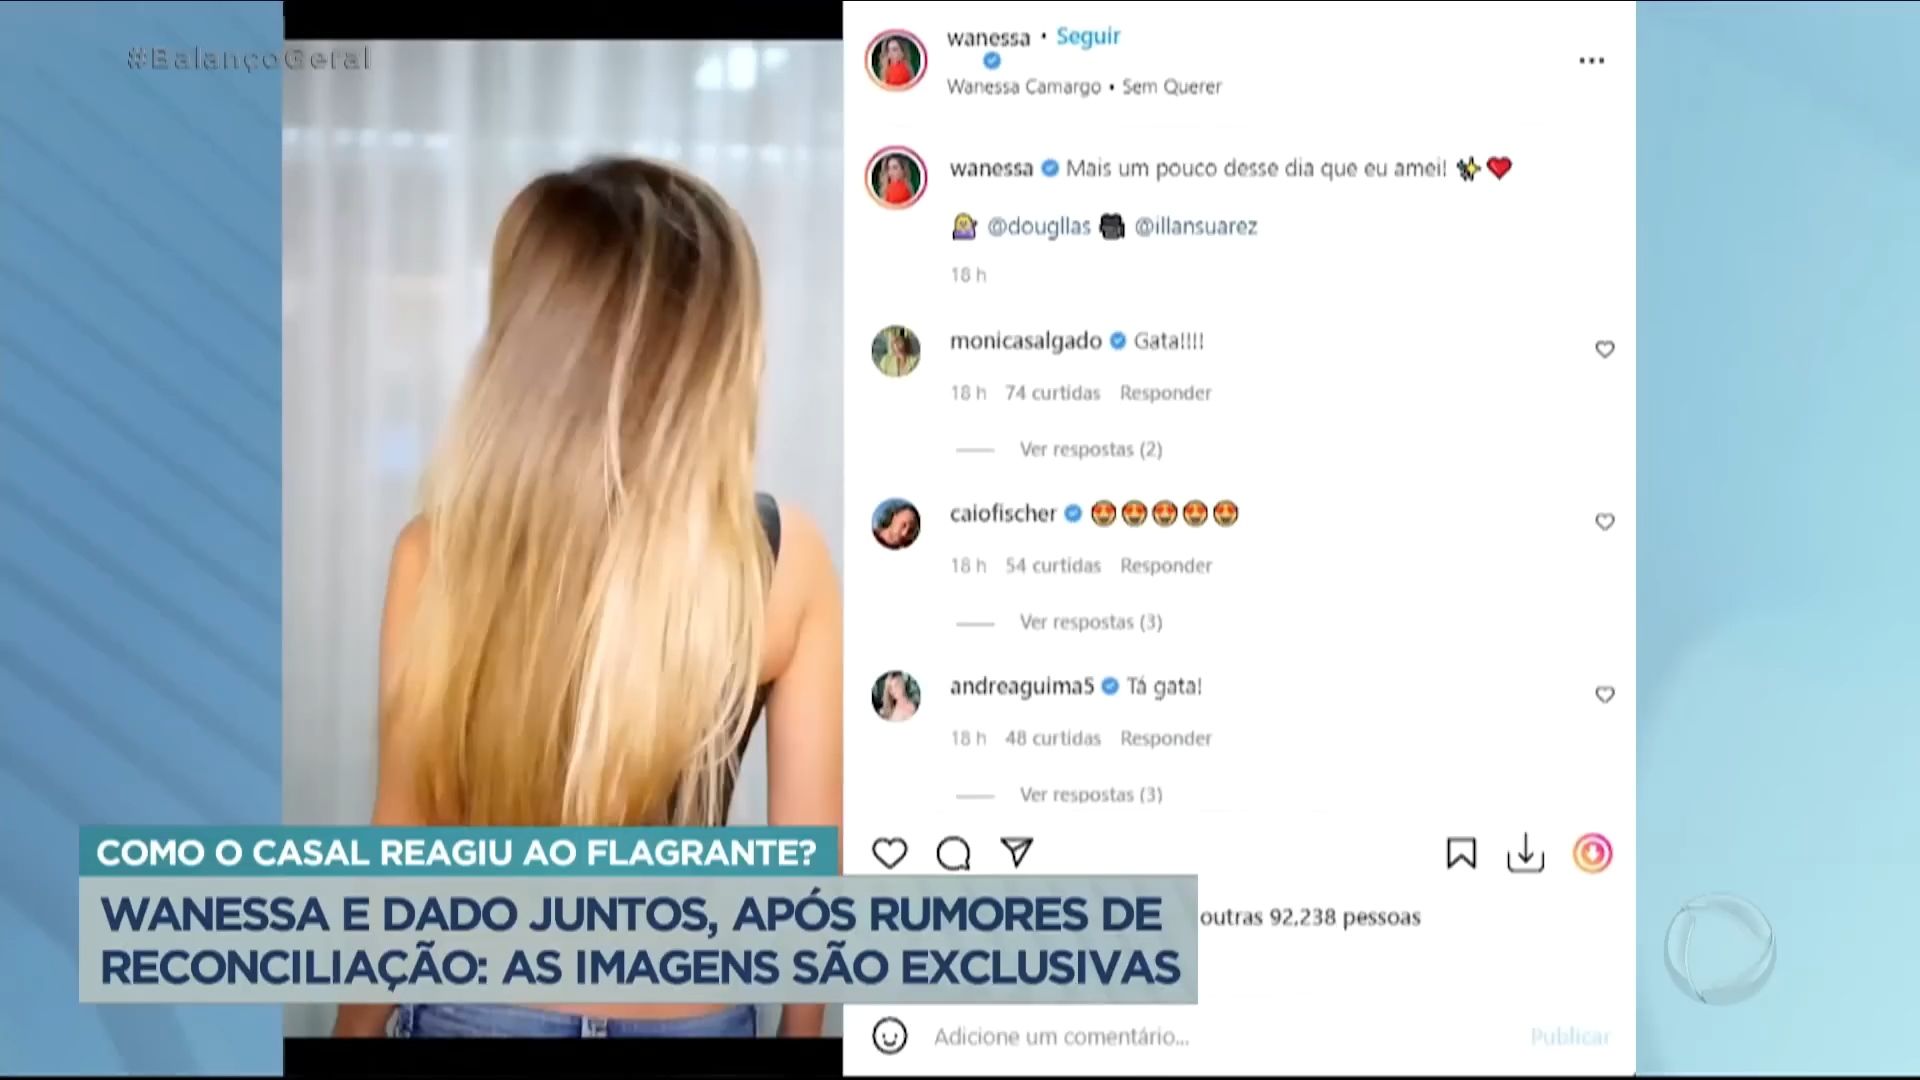 #BalançoGeral
wanessa • Seguir
Wanessa Camargo • Sem Querer
wanessa Mais um pouco desse dia que eu amei! ✨❤️
💁‍♀️ @dougllas 📷 @illansuarez
18 h
monicasalgado Gata!!!!
18 h 74 curtidas Responder
Ver respostas (2)
caiofischer 😍😍😍😍😍
18 h 54 curtidas Responder
Ver respostas (3)
andreaguima5 Tá gata!
18 h 48 curtidas Responder
Ver respostas (3)
outras 92.238 pessoas
Adicione um comentário...
Publicar
COMO O CASAL REAGIU AO FLAGRANTE?
WANESSA E DADO JUNTOS, APÓS RUMORES DE
RECONCILIAÇÃO: AS IMAGENS SÃO EXCLUSIVAS